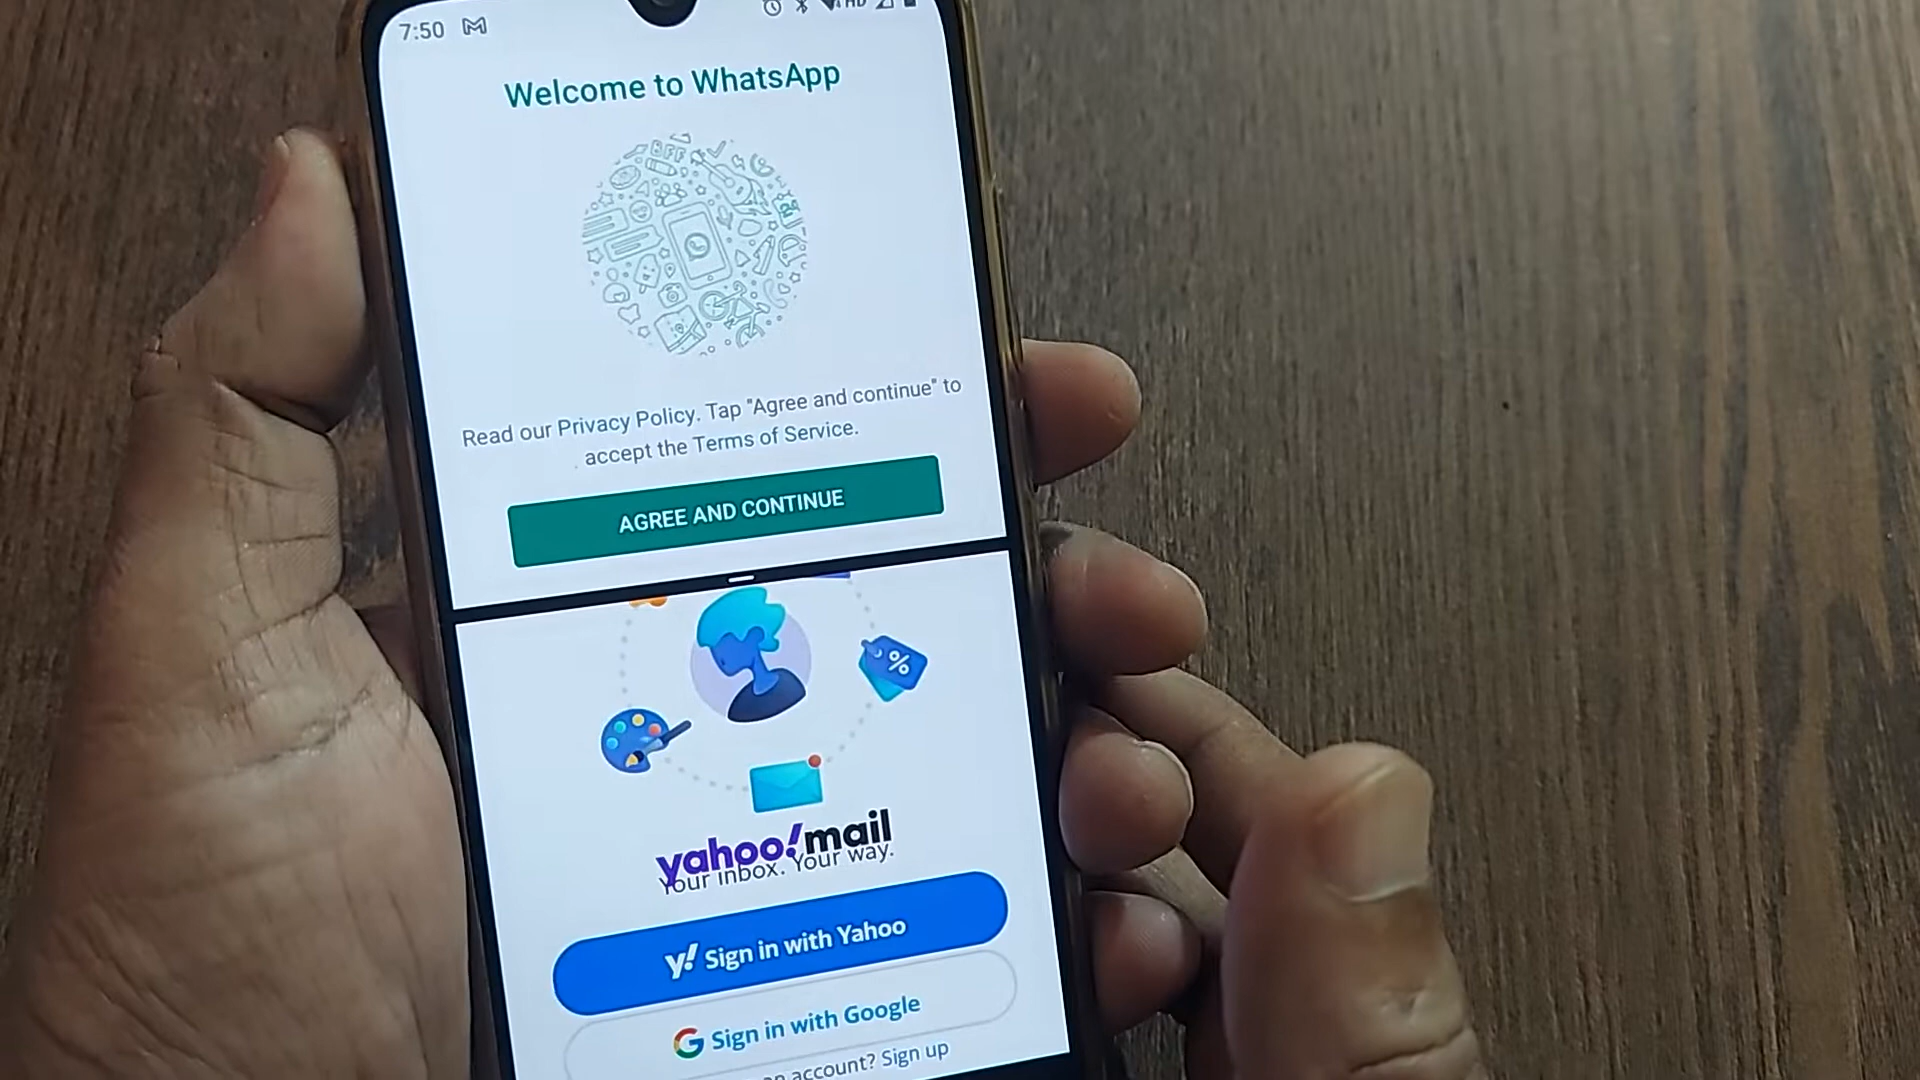 7:50
HD
Welcome to WhatsApp
BFF
Read our Privacy Policy. Tap "Agree and continue" to
accept the Terms of Service.
AGREE AND CONTINUE
%
yahoo!mail
Your inbox. Your way.
y! Sign in with Yahoo
G Sign in with Google
account? Sign up